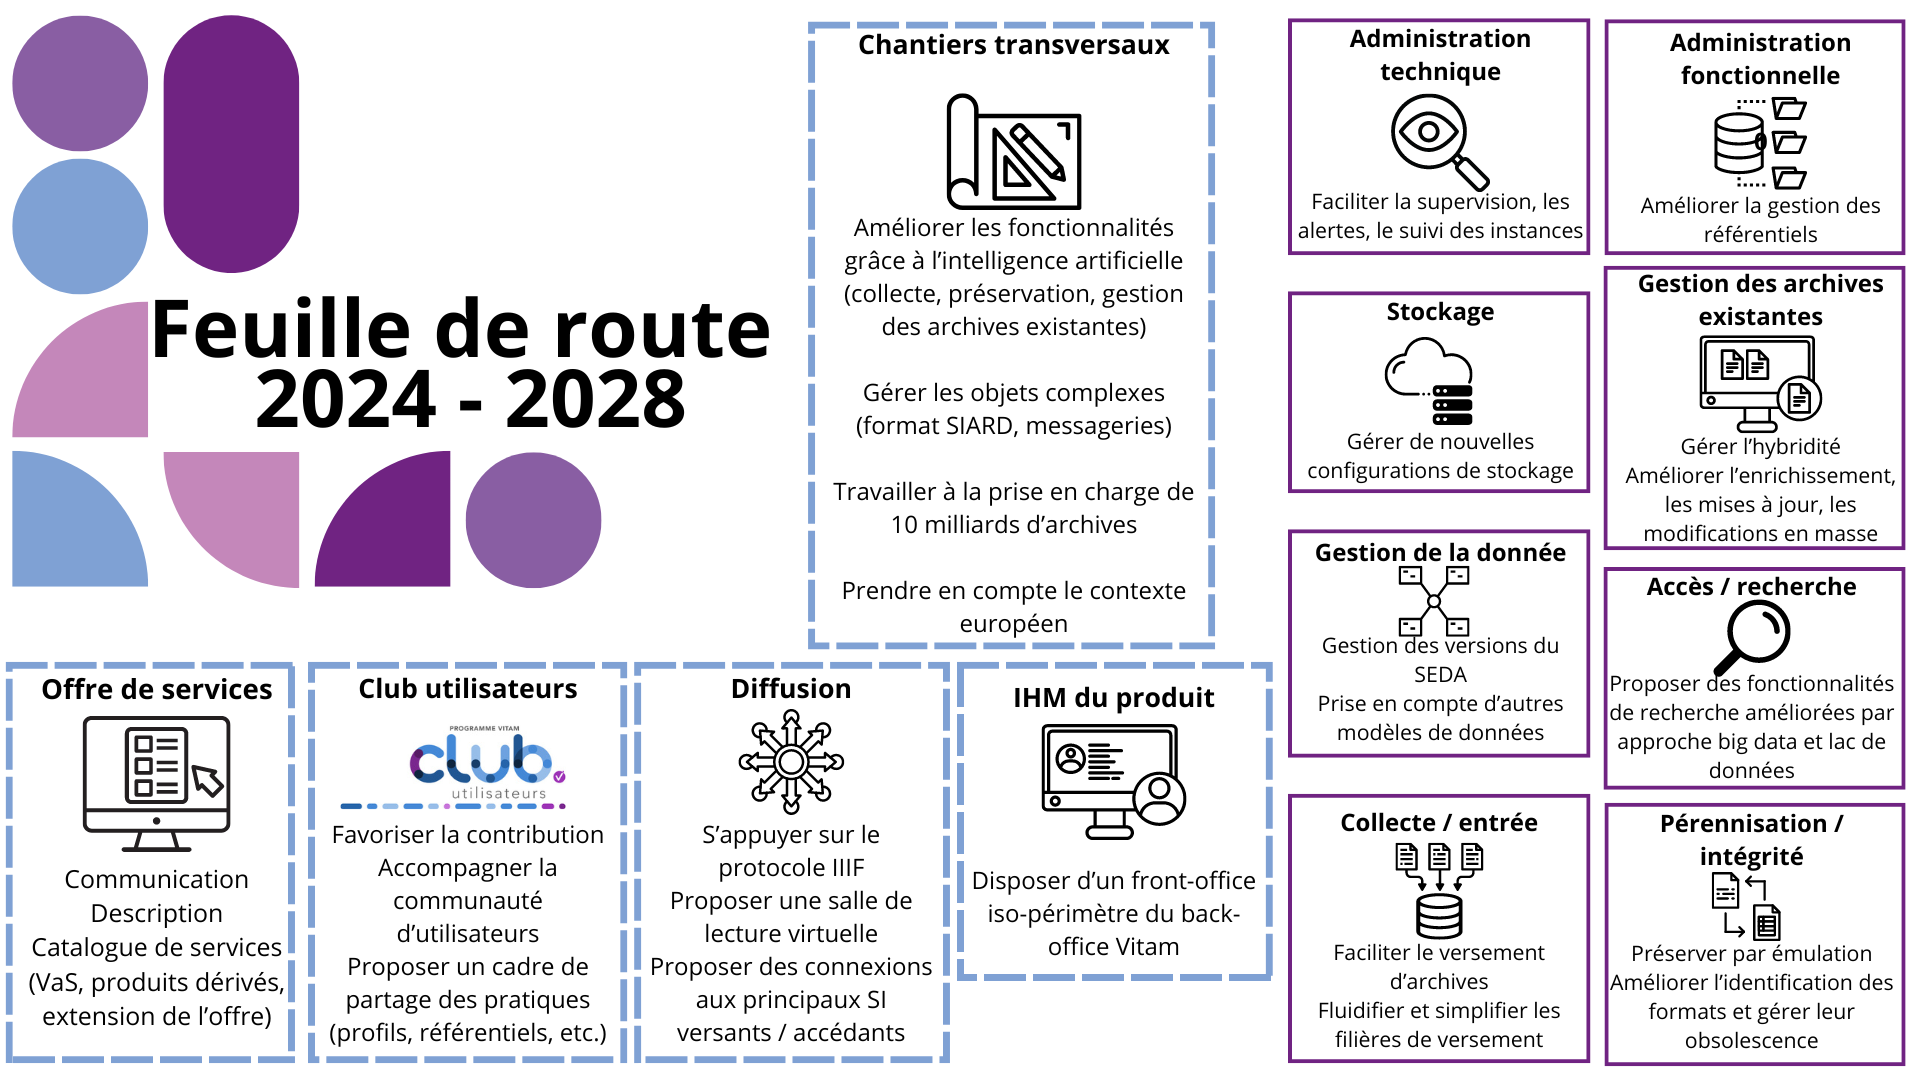 Feuille de route
2024 - 2028
Chantiers transversaux
Améliorer les fonctionnalités
grâce à l'intelligence artificielle
(collecte, préservation, gestion
des archives existantes)
Gérer les objets complexes
(format SIARD, messageries)
Travailler à la prise en charge de
10 milliards d'archives
Prendre en compte le contexte
européen
Administration
technique
Faciliter la supervision, les
alertes, le suivi des instances
Administration
fonctionnelle
Améliorer la gestion des
référentiels
Stockage
Gérer de nouvelles
configurations de stockage
Gestion des archives
existantes
Gérer l'hybridité
Améliorer l'enrichissement,
les mises à jour, les
modifications en masse
Gestion de la donnée
Gestion des versions du
SEDA
Prise en compte d'autres
modèles de données
Accès / recherche
Proposer des fonctionnalités
de recherche améliorées par
approche big data et lac de
données
Offre de services
Communication
Description
Catalogue de services
(VaS, produits dérivés,
extension de l'offre)
Club utilisateurs
PROGRAMME VITAM
club
utilisateurs
Favoriser la contribution
Accompagner la
communauté
d'utilisateurs
Proposer un cadre de
partage des pratiques
(profils, référentiels, etc.)
Diffusion
S'appuyer sur le
protocole IIIF
Proposer une salle de
lecture virtuelle
Proposer des connexions
aux principaux SI
versants / accédants
IHM du produit
Disposer d'un front-office
iso-périmètre du back-
office Vitam
Collecte / entrée
Faciliter le versement
d'archives
Fluidifier et simplifier les
filières de versement
Pérennisation /
intégrité
Préserver par émulation
Améliorer l'identification des
formats et gérer leur
obsolescence